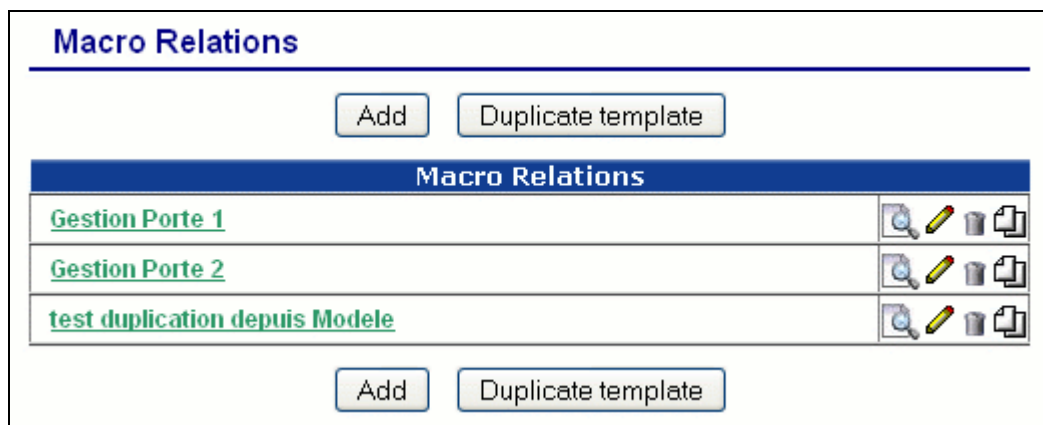 Macro Relations
Add Duplicate template
Macro Relations
Gestion Porte 1
Gestion Porte 2
test duplication depuis Modele
Add Duplicate template